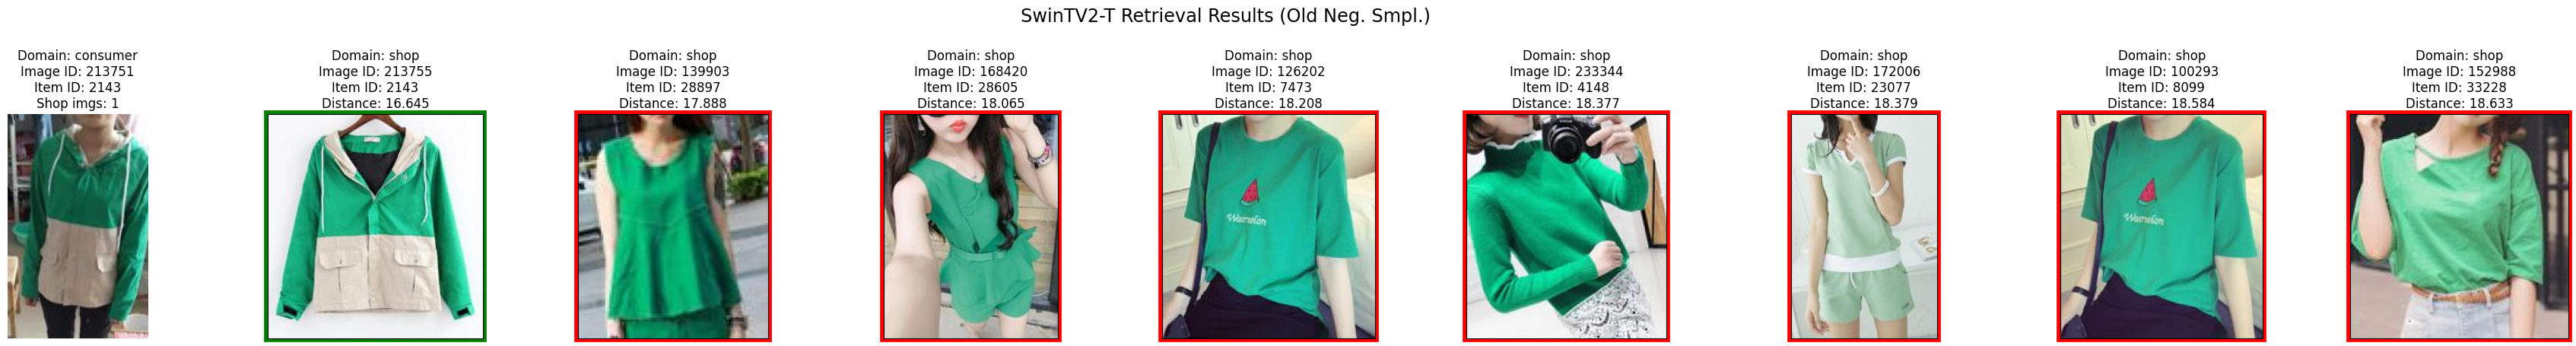 SwinTV2-T Retrieval Results (Old Neg. Smpl.)
Domain: consumer
Image ID: 213751
Item ID: 2143
Shop imgs: 1
Domain: shop
Image ID: 213755
Item ID: 2143
Distance: 16.645
Domain: shop
Image ID: 139903
Item ID: 28897
Distance: 17.888
Domain: shop
Image ID: 168420
Item ID: 28605
Distance: 18.065
Domain: shop
Image ID: 126202
Item ID: 7473
Distance: 18.208
Domain: shop
Image ID: 233344
Item ID: 4148
Distance: 18.377
Domain: shop
Image ID: 172006
Item ID: 23077
Distance: 18.379
Domain: shop
Image ID: 100293
Item ID: 8099
Distance: 18.584
Domain: shop
Image ID: 152988
Item ID: 33228
Distance: 18.633